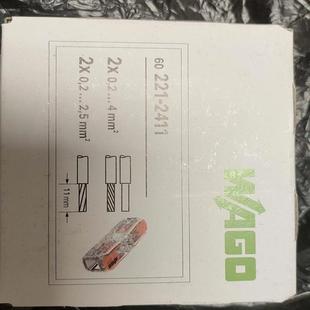 WAGO
60 221-2411
2x 0,2...4 mm²
2x 0,2...2,5 mm²
11 mm